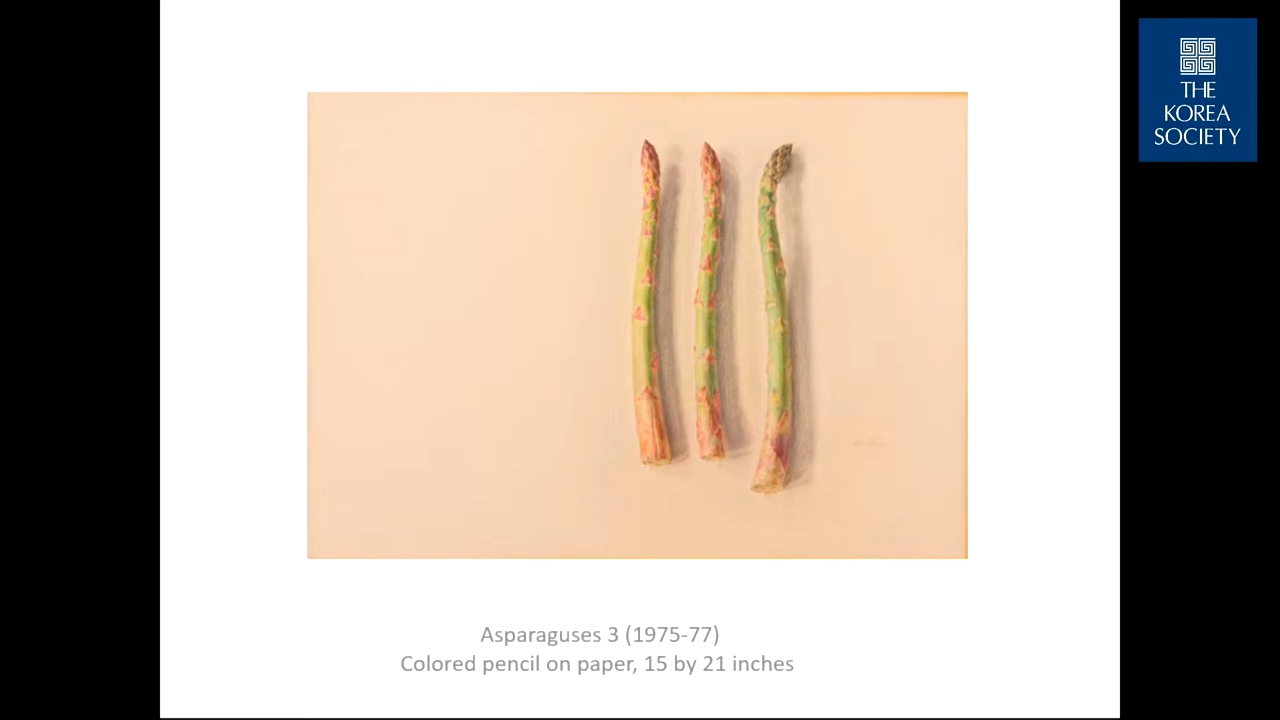 THE
KOREA
SOCIETY
Asparaguses 3 (1975-77)
Colored pencil on paper, 15 by 21 inches